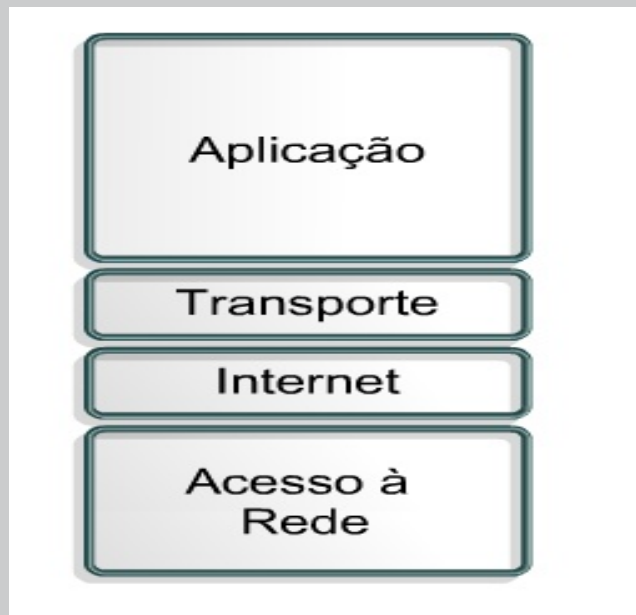 Aplicação
Transporte
Internet
Acesso à
Rede